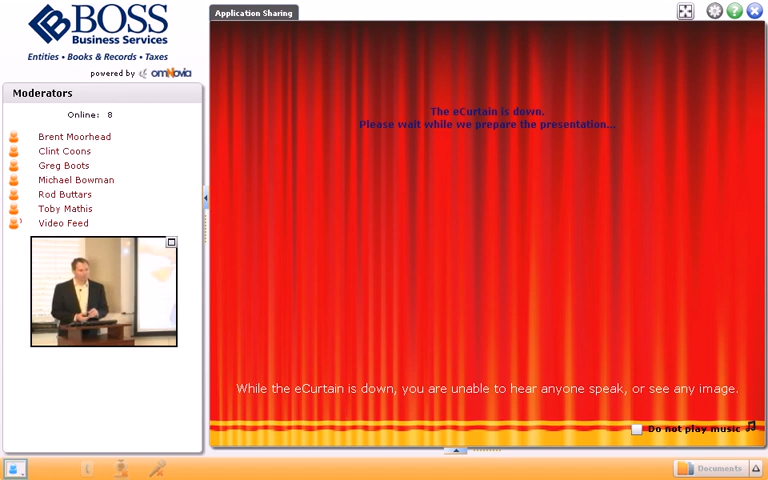 BOSS
Business Services
Entities • Books & Records • Taxes
powered by omNovia
Moderators
Online: 8
Brent Moorhead
Clint Coons
Greg Boots
Michael Bowman
Rod Buttars
Toby Mathis
Video Feed
Application Sharing
The eCurtain is down.
Please wait while we prepare the presentation...
While the eCurtain is down, you are unable to hear anyone speak, or see any image.
Do not play music
Documents